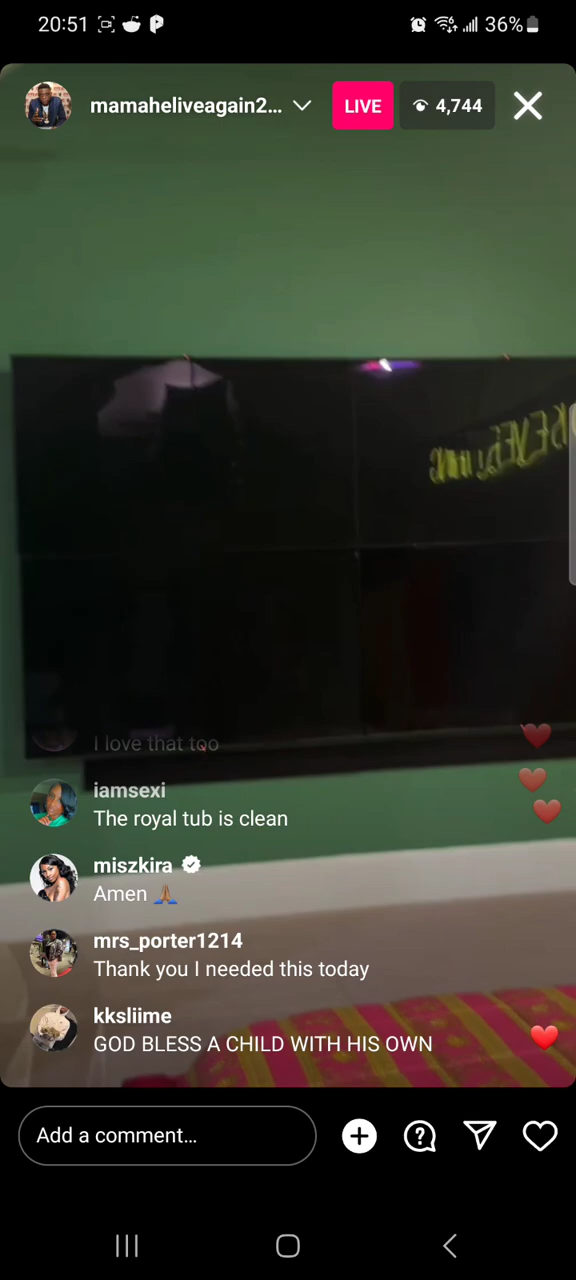 20:51
36%
mamaheliveagain2...
LIVE
4,744
I love that too
iamsexi
The royal tub is clean
miszkira
Amen 🙏🏾
mrs_porter1214
Thank you I needed this today
kksliime
GOD BLESS A CHILD WITH HIS OWN
Add a comment...